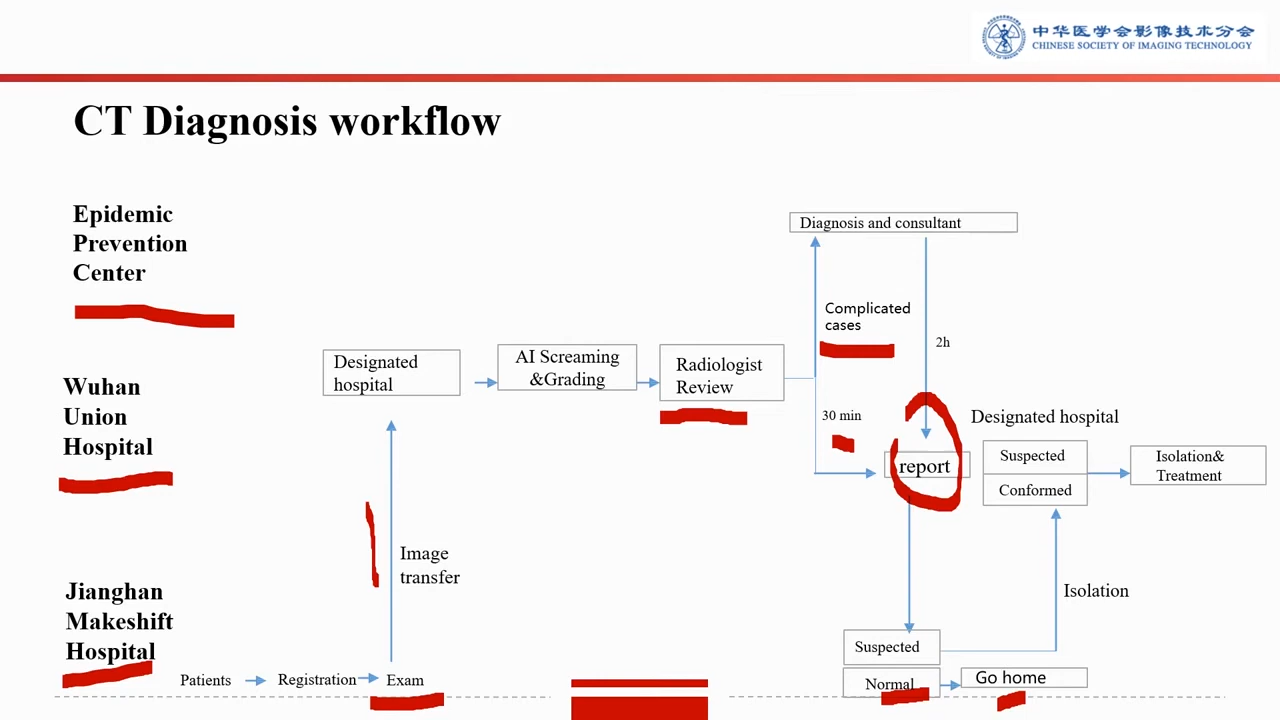 中华医学会影像技术分会
CHINESE SOCIETY OF IMAGING TECHNOLOGY
CT Diagnosis workflow
Epidemic
Prevention
Center
Diagnosis and consultant
Complicated
cases
2h
Designated
hospital
AI Screaming
&Grading
Radiologist
Review
Wuhan
Union
Hospital
30 min
Designated hospital
report
Suspected
Conformed
Isolation&
Treatment
Image
transfer
Isolation
Jianghan
Makeshift
Hospital
Patients
Registration
Exam
Suspected
Normal
Go home